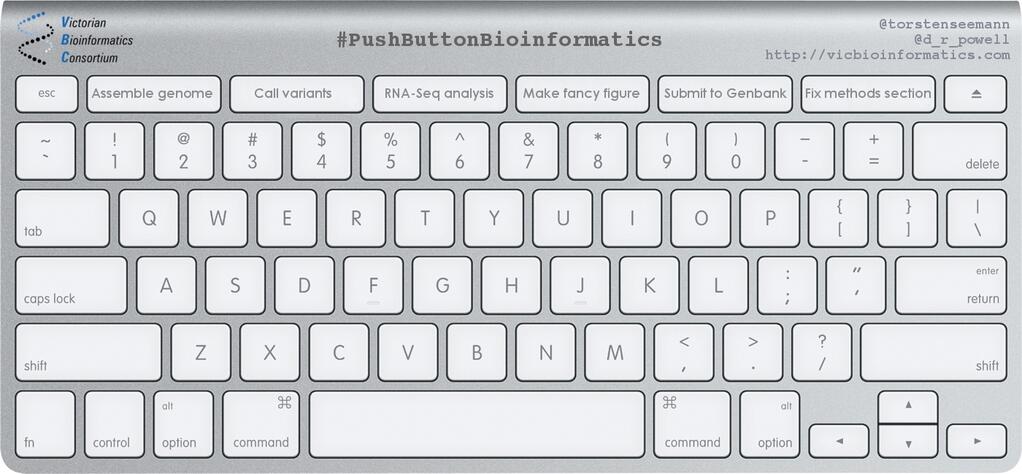 Victorian
Bioinformatics
Consortium
#PushButtonBioinformatics
@torstenseemann
@d_r_powell
http://vicbioinformatics.com
esc Assemble genome Call variants RNA-Seq analysis Make fancy figure Submit to Genbank Fix methods section
~ ! @ # $ % ^ & * ( ) – +
` 1 2 3 4 5 6 7 8 9 0 - = delete
tab Q W E R T Y U I O P { } |
[ ] \
caps lock A S D F G H J K L : " enter
; ' return
shift Z X C V B N M < > ? shift
, . /
alt ⌘ ⌘ alt
fn control option command command option